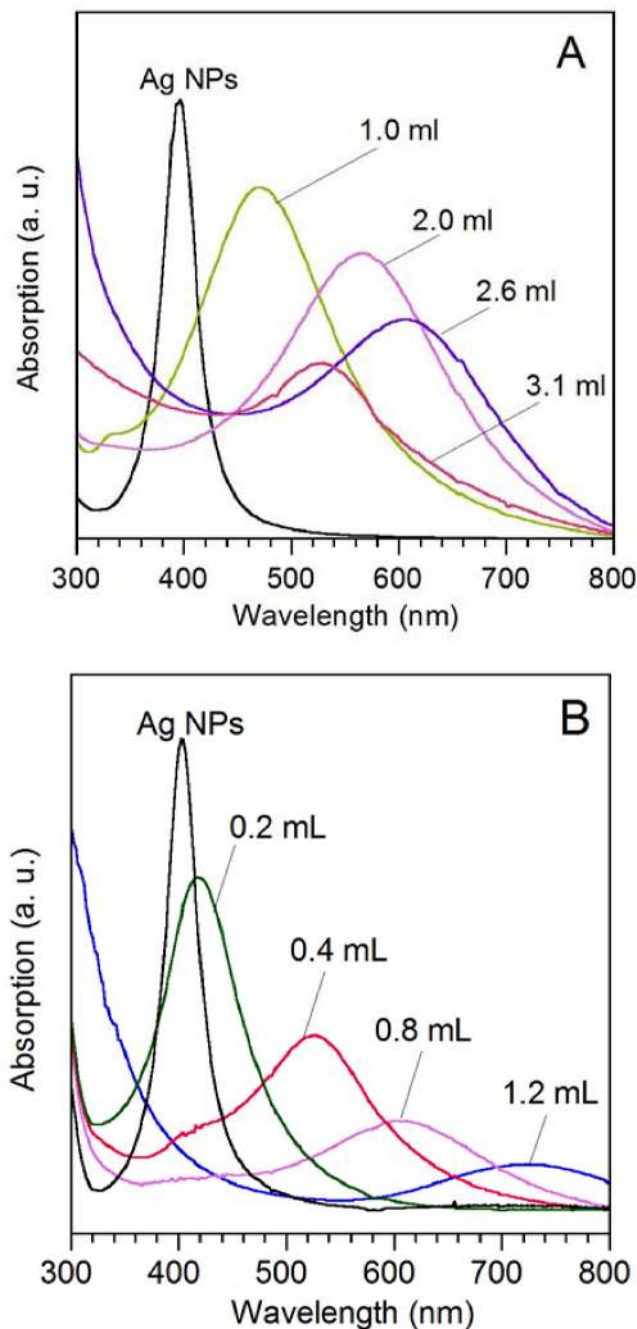 A
Ag NPs
1.0 ml
2.0 ml
2.6 ml
3.1 ml
Absorption (a. u.)
300 400 500 600 700 800
Wavelength (nm)
B
Ag NPs
0.2 mL
0.4 mL
0.8 mL
1.2 mL
Absorption (a. u.)
300 400 500 600 700 800
Wavelength (nm)